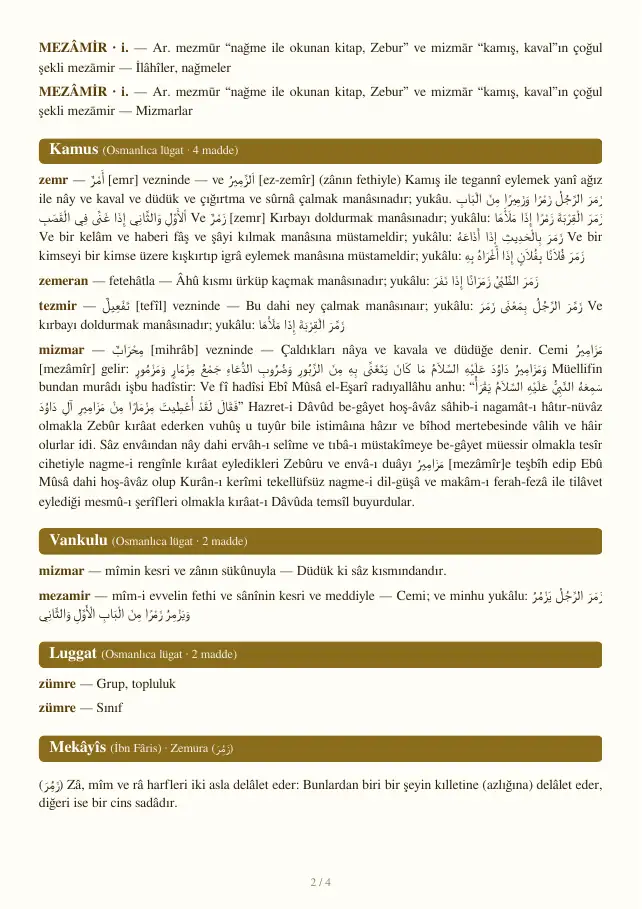 MEZÂMİR · i. — Ar. mezmūr “nağme ile okunan kitap, Zebur” ve mizmār “kamış, kaval”ın çoğul
şekli mezāmir — İlâhîler, nağmeler
MEZÂMİR · i. — Ar. mezmūr “nağme ile okunan kitap, Zebur” ve mizmār “kamış, kaval”ın çoğul
şekli mezāmir — Mizmarlar
Kamus (Osmanlıca lügat · 4 madde)
zemr — أَمْرٌ [emr] vezninde — ve اَلزَّمِيرُ [ez-zemîr] (zânın fethiyle) Kamış ile tegannî eylemek yanî ağız
ile nây ve kaval ve düdük ve çığırtma ve sûrnâ çalmak manâsınadır; yukâu. زَمَرَ الرَّجُلُ زَمْرًا وَزَمِيرًا مِنَ الْبَابِ
الْأَوَّلِ وَالثَّانِي إِذَا غَنَّى فِي الْقَصَبِ Ve زَمْرٌ [zemr] Kırbayı doldurmak manâsınadır; yukâlu: زَمَرَ الْقِرْبَةَ زَمْرًا إِذَا مَلَأَهَا
Ve bir kelâm ve haberi fâş ve şâyi kılmak manâsına müstameldir; yukâlu: زَمَرَ بِالْحَدِيثِ إِذَا أَذَاعَهُ Ve bir
kimseyi bir kimse üzere kışkırtıp igrâ eylemek manâsına müstameldir; yukâlu: زَمَرَ فُلَانًا بِفُلَانٍ إِذَا أَغْرَاهُ بِهِ
zemeran — fetehâtla — Âhû kısmı ürküp kaçmak manâsınadır; yukâlu: زَمَرَ الظَّبْيُ زَمَرَانًا إِذَا نَفَرَ
tezmir — تَفْعِيلٌ [tefîl] vezninde — Bu dahi ney çalmak manâsınaır; yukâlu: زَمَّرَ الرَّجُلُ بِمَعْنَى زَمَرَ Ve
kırbayı doldurmak manâsınadır; yukâlu: زَمَّرَ الْقِرْبَةَ إِذَا مَلَأَهَا
mizmar — مِحْرَابٌ [mihrâb] vezninde — Çaldıkları nâya ve kavala ve düdüğe denir. Cemi مَزَامِيرُ
[mezâmîr] gelir: وَمَزَامِيرُ دَاوُدَ عَلَيْهِ السَّلَامُ مَا كَانَ يَتَغَنَّى بِهِ مِنَ الزَّبُورِ وَضُرُوبِ الدُّعَاءِ جَمْعُ مِزْمَارٍ وَمَزْمُورٍ Müellifin
bundan murâdı işbu hadîstir: Ve fî hadîsi Ebî Mûsâ el-Eşarî radıyallâhu anhu: “سَمِعَهُ النَّبِيُّ عَلَيْهِ السَّلَامُ يَقْرَأُ
فَقَالَ لَقَدْ أُعْطِيتَ مِزْمَارًا مِنْ مَزَامِيرِ آلِ دَاوُدَ” Hazret-i Dâvûd be-gâyet hoş-âvâz sâhib-i nagamât-ı hâtır-nüvâz
olmakla Zebûr kırâat ederken vuhûş u tuyûr bile istimâına hâzır ve bîhod mertebesinde vâlih ve hâir
olurlar idi. Sâz envâından nây dahi ervâh-ı selîme ve tıbâ-ı müstakîmeye be-gâyet müessir olmakla tesîr
cihetiyle nagme-i rengînle kırâat eyledikleri Zebûru ve envâ-ı duâyı مَزَامِيرُ [mezâmîr]e teşbîh edip Ebû
Mûsâ dahi hoş-âvâz olup Kurân-ı kerîmi tekellüfsüz nagme-i dil-güşâ ve makâm-ı ferah-fezâ ile tilâvet
eylediği mesmû-ı şerîfleri olmakla kırâat-ı Dâvûda temsîl buyurdular.
Vankulu (Osmanlıca lügat · 2 madde)
mizmar — mîmin kesri ve zânın sükûnuyla — Düdük ki sâz kısmındandır.
mezamir — mîm-i evvelin fethi ve sânînin kesri ve meddiyle — Cemi; ve minhu yukâlu: زَمَرَ الرَّجُلُ يَزْمُرُ
وَيَزْمِرُ زَمْرًا مِنَ الْبَابِ الْأَوَّلِ وَالثَّانِي
Luggat (Osmanlıca lügat · 2 madde)
zümre — Grup, topluluk
zümre — Sınıf
Mekâyîs (İbn Fâris) · Zemura (زَمُرَ)
(زَمُرَ) Zâ, mîm ve râ harfleri iki asla delâlet eder: Bunlardan biri bir şeyin killetine (azlığına) delâlet eder,
diğeri ise bir cins sadâdır.
2 / 4